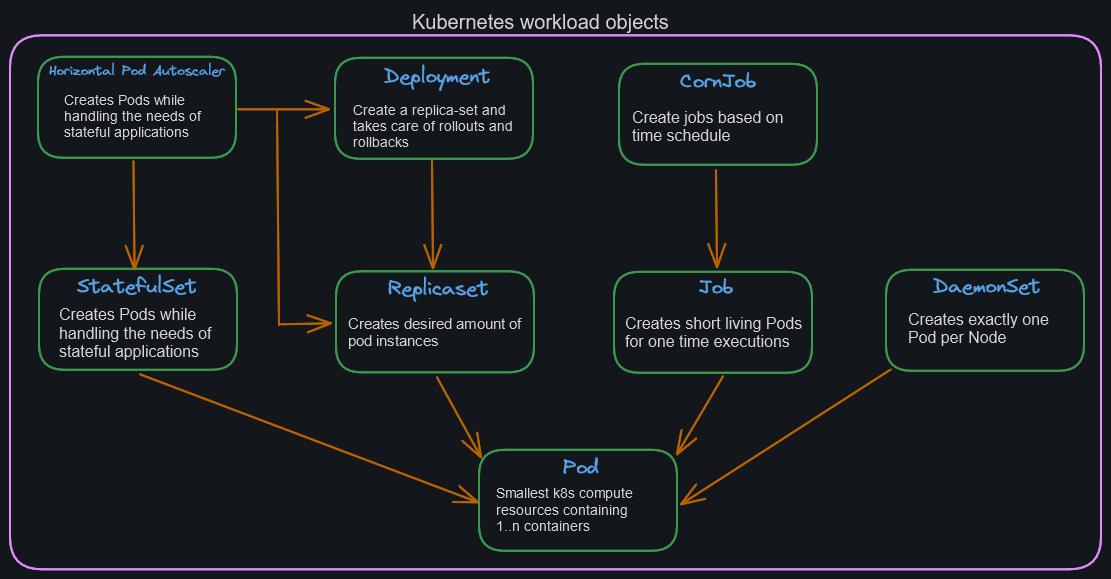 Kubernetes workload objects
Horizontal Pod Autoscaler
Creates Pods while
handling the needs of
stateful applications
Deployment
Create a replica-set and
takes care of rollouts and
rollbacks
CornJob
Create jobs based on
time schedule
StatefulSet
Creates Pods while
handling the needs of
stateful applications
Replicaset
Creates desired amount of
pod instances
Job
Creates short living Pods
for one time executions
DaemonSet
Creates exactly one
Pod per Node
Pod
Smallest k8s compute
resources containing
1..n containers